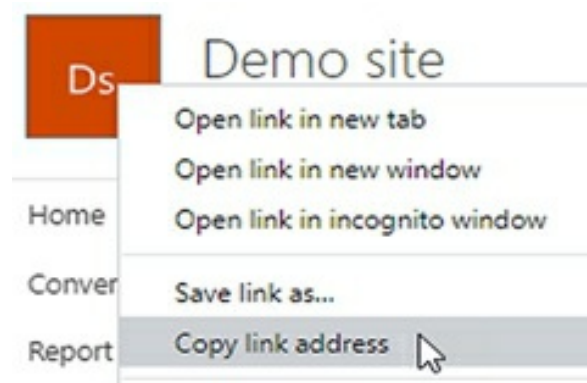 Ds
Demo site
Open link in new tab
Open link in new window
Open link in incognito window
Home
Conver
Save link as...
Report
Copy link address